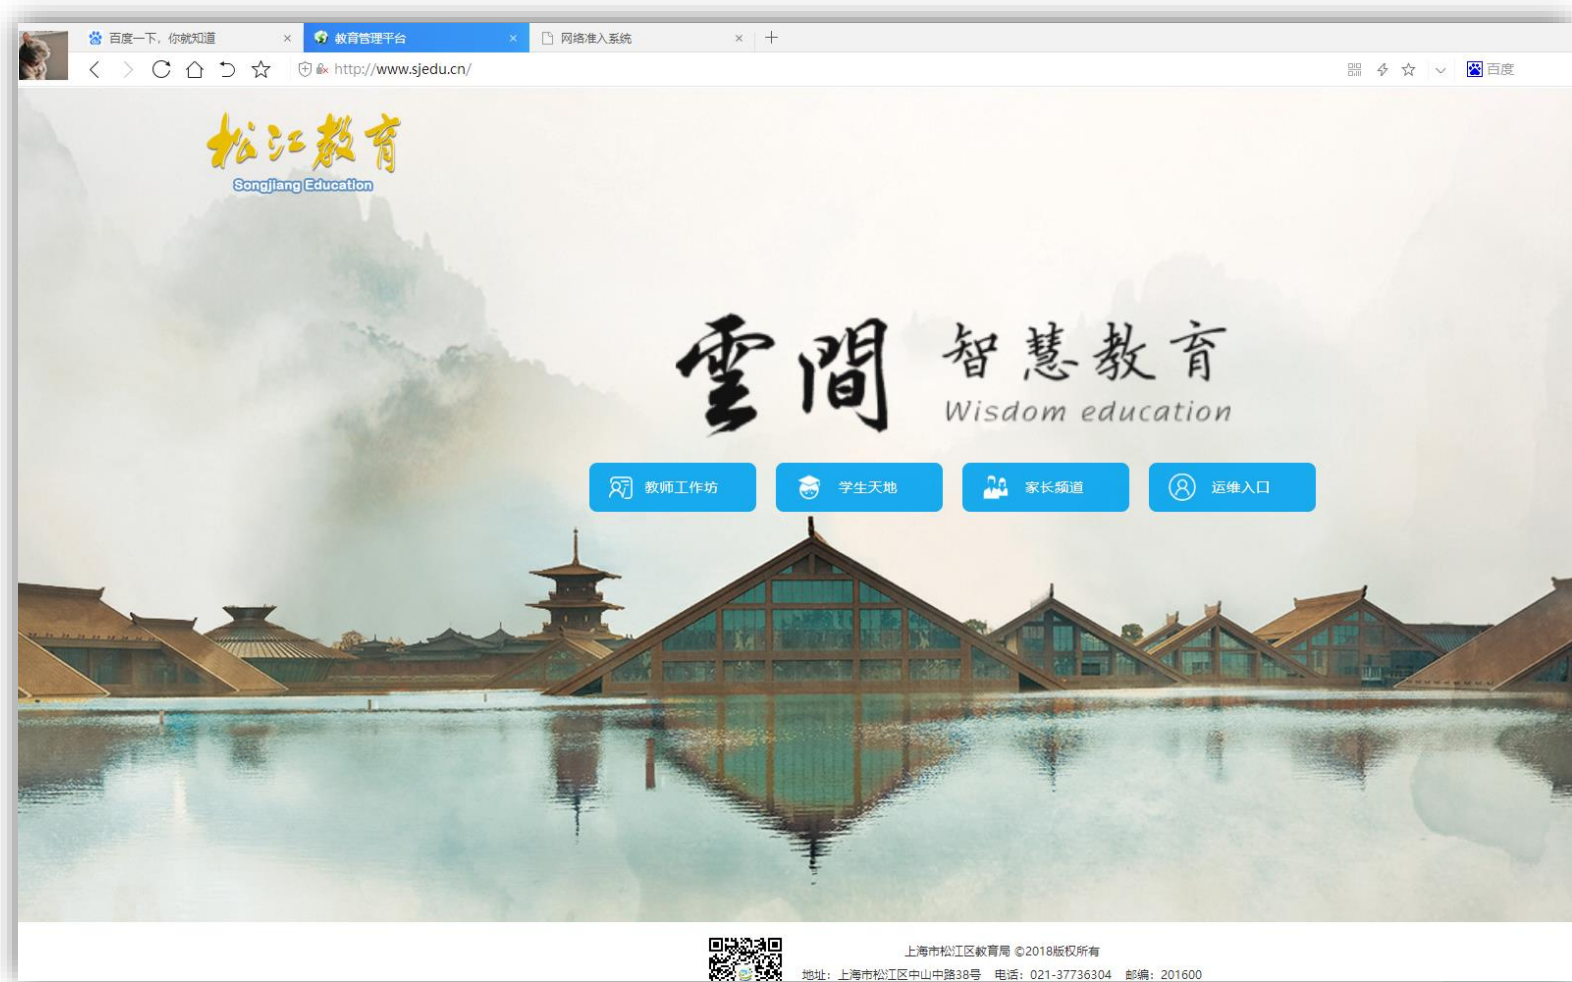 百度一下，你就知道 × 教育管理平台 × 网络准入系统 ×
http://www.sjedu.cn/ 百度
松江教育
Songjiang Education
雲間 智慧教育
Wisdom education
教师工作坊 学生天地 家长频道 运维入口
上海市松江区教育局 ©2018版权所有
地址：上海市松江区中山中路38号 电话：021-37736304 邮编：201600